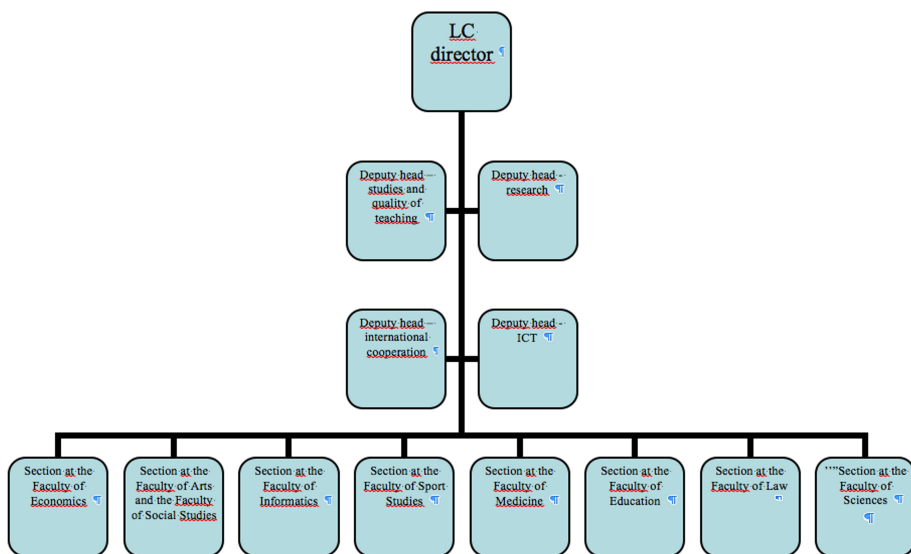 LC
director ¶
Deputy head —
studies and
quality of
teaching ¶
Deputy head -
research ¶
Deputy head —
international
cooperation ¶
Deputy head -
ICT ¶
Section at the
Faculty of
Economics ¶
Section at the
Faculty of Arts
and the Faculty
of Social Studies
Section at the
Faculty of
Informatics ¶
Section at the
Faculty of Sport
Studies ¶
Section at the
Faculty of
Medicine ¶
Section at the
Faculty of
Education ¶
Section at the
Faculty of Law
¶
''''Section at the
Faculty of
Sciences ¶
¶